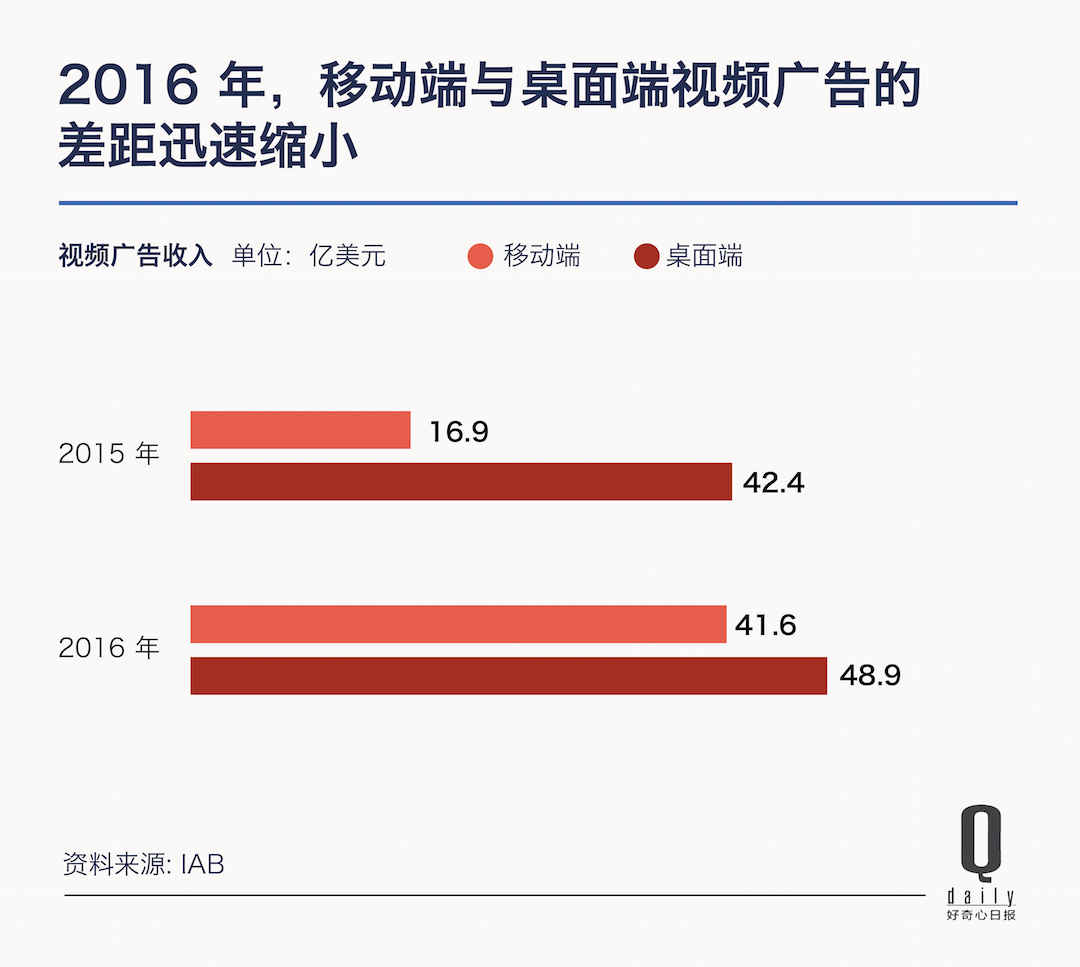 2016 年，移动端与桌面端视频广告的
差距迅速缩小
视频广告收入 单位：亿美元 移动端 桌面端
2015 年
16.9
42.4
2016 年
41.6
48.9
资料来源: IAB
Q
daily
好奇心日报